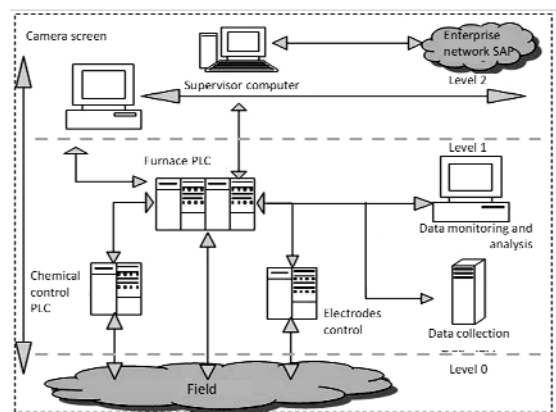 Camera screen
Enterprise
network SAP
Supervisor computer
Level 2
Level 1
Furnace PLC
Data monitoring and
analysis
Chemical
control PLC
Electrodes
control
Data collection
Level 0
Field